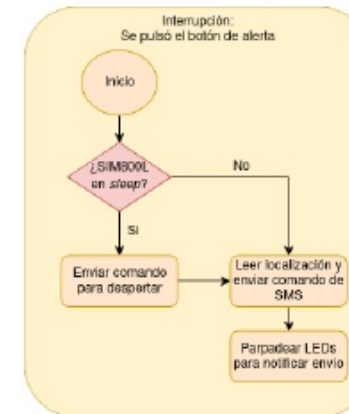 Interrupción:
Se pulsó el botón de alerta
Inicio
¿SIM800L
en sleep?
No
Si
Enviar comando
para despertar
Leer localización y
enviar comando de
SMS
Parpadear LEDs
para notificar envio